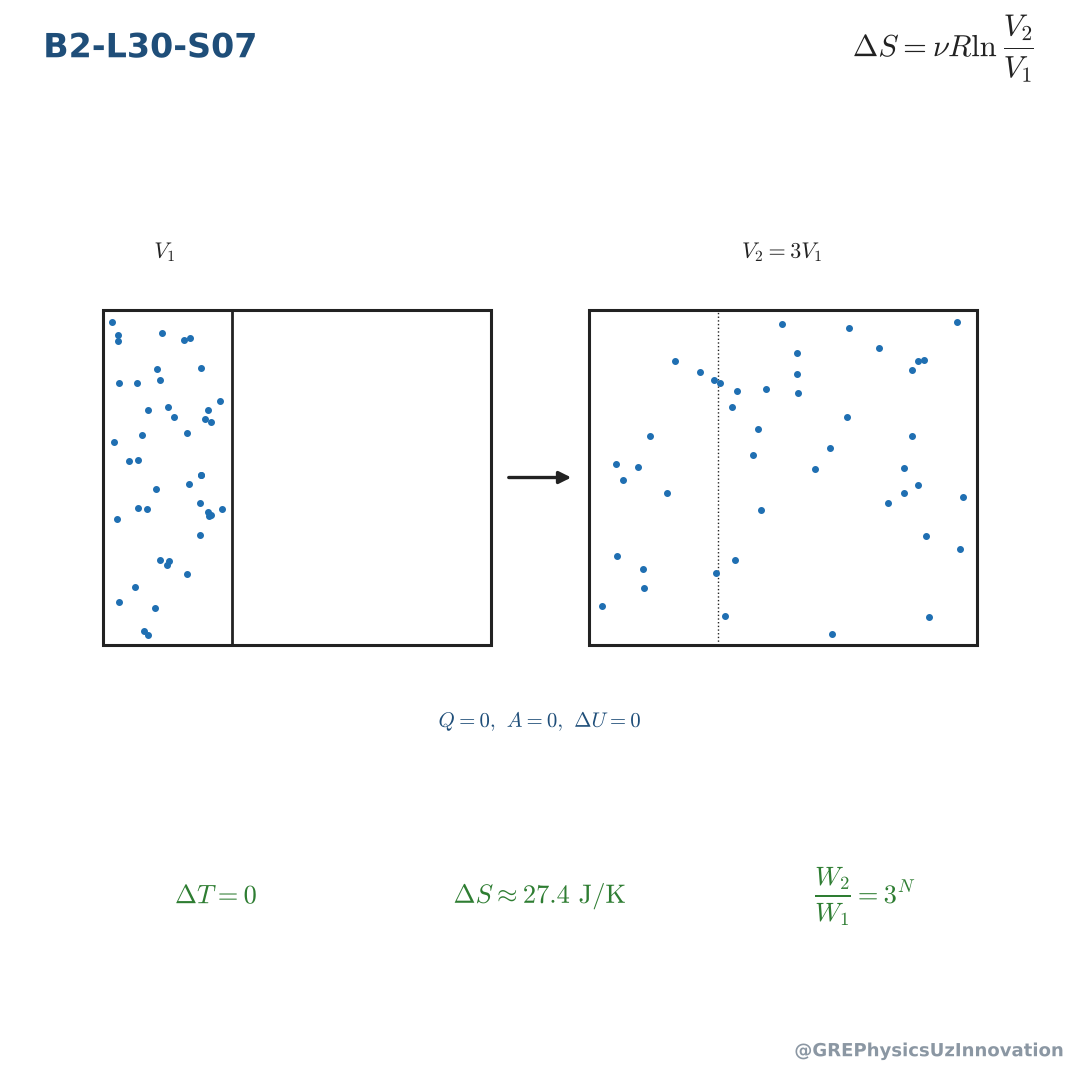 B2-L30-S07
ΔS = νR ln V₂/V₁
V₁
V₂ = 3V₁
Q = 0, A = 0, ΔU = 0
ΔT = 0
ΔS ≈ 27.4 J/K
W₂/W₁ = 3ᴺ
@GREPhysicsUzInnovation